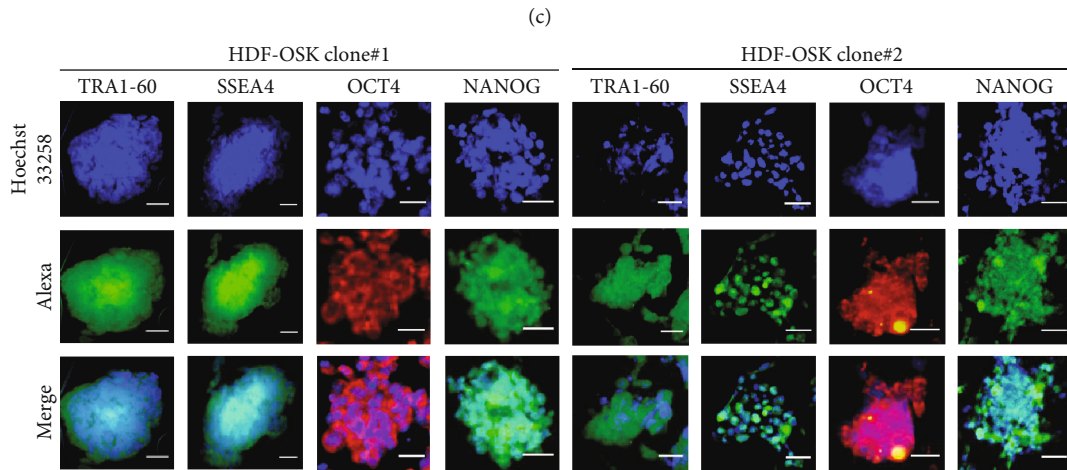 (c)
HDF-OSK clone#1 HDF-OSK clone#2
TRA1-60 SSEA4 OCT4 NANOG TRA1-60 SSEA4 OCT4 NANOG
Hoechst
33258
Alexa
Merge